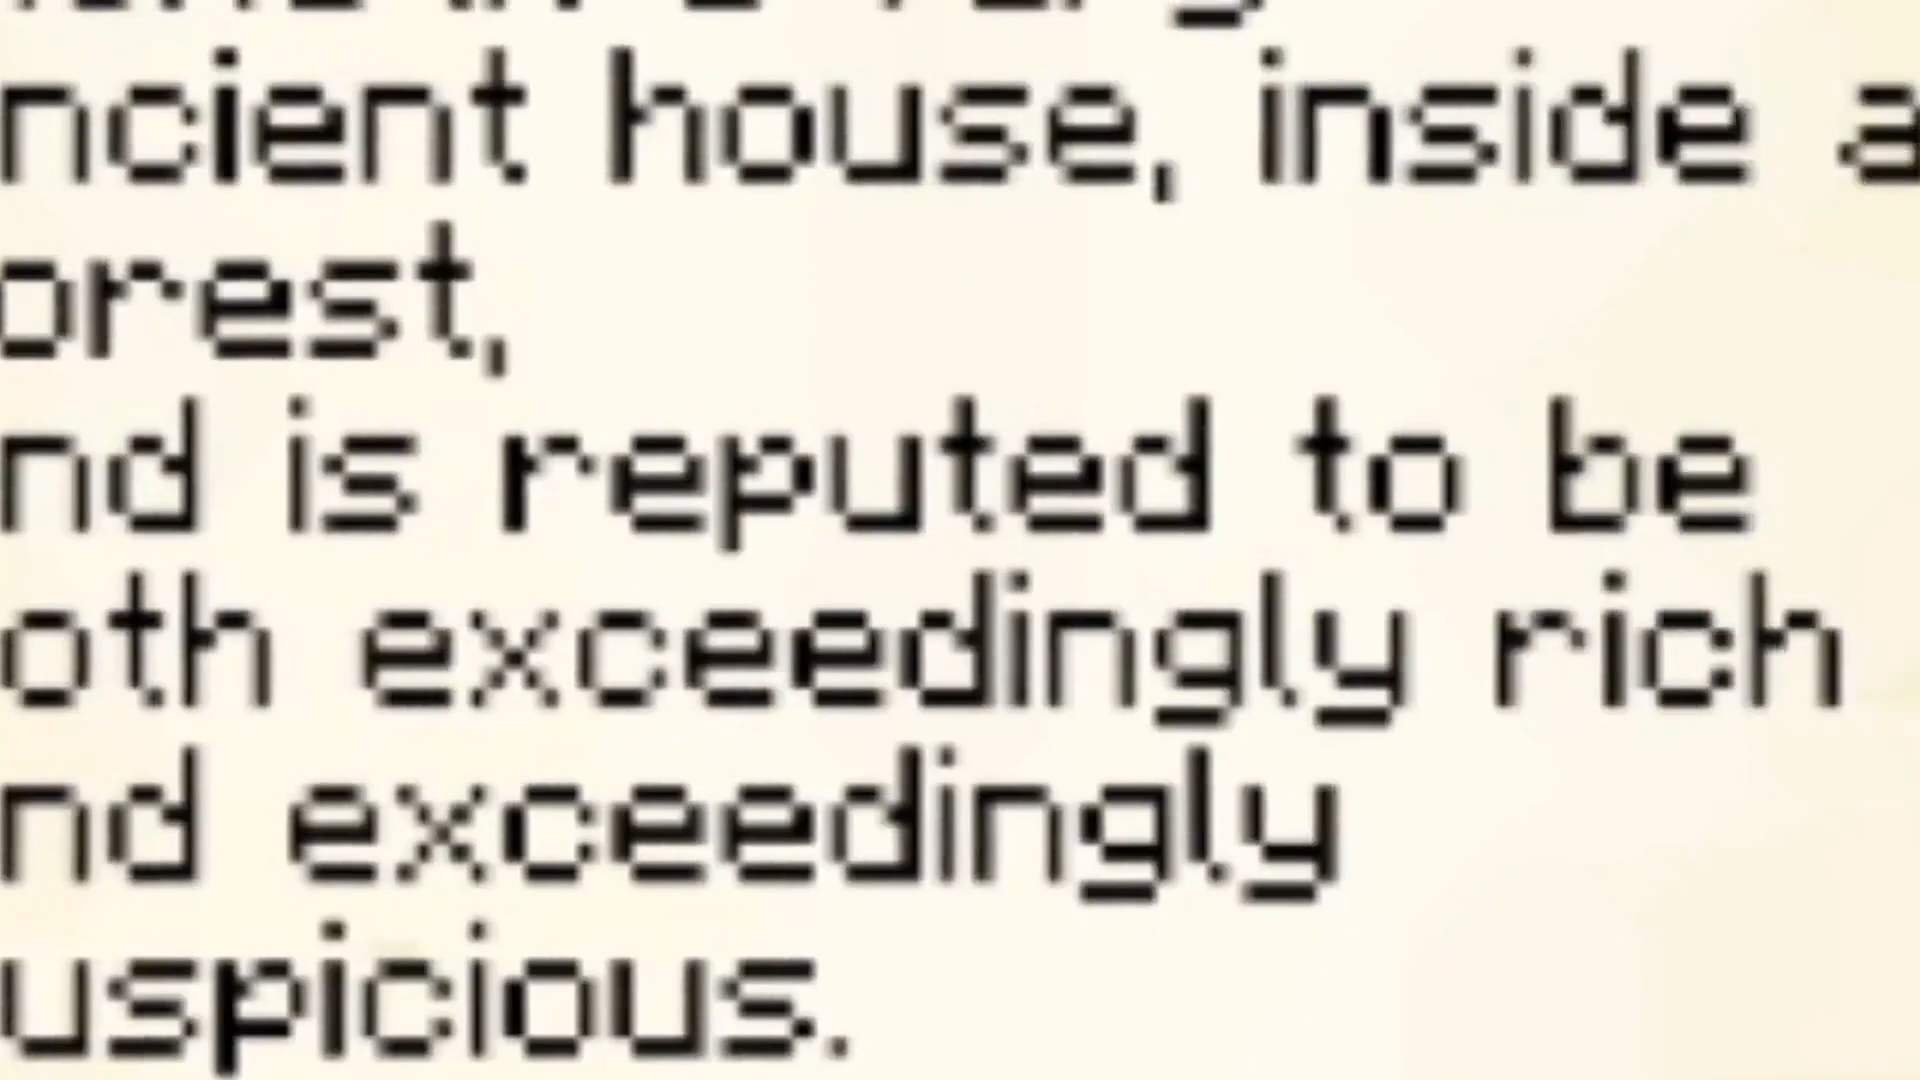 ncient house, inside a
orest,
nd is reputed to be
oth exceedingly rich
nd exceedingly
uspicious.